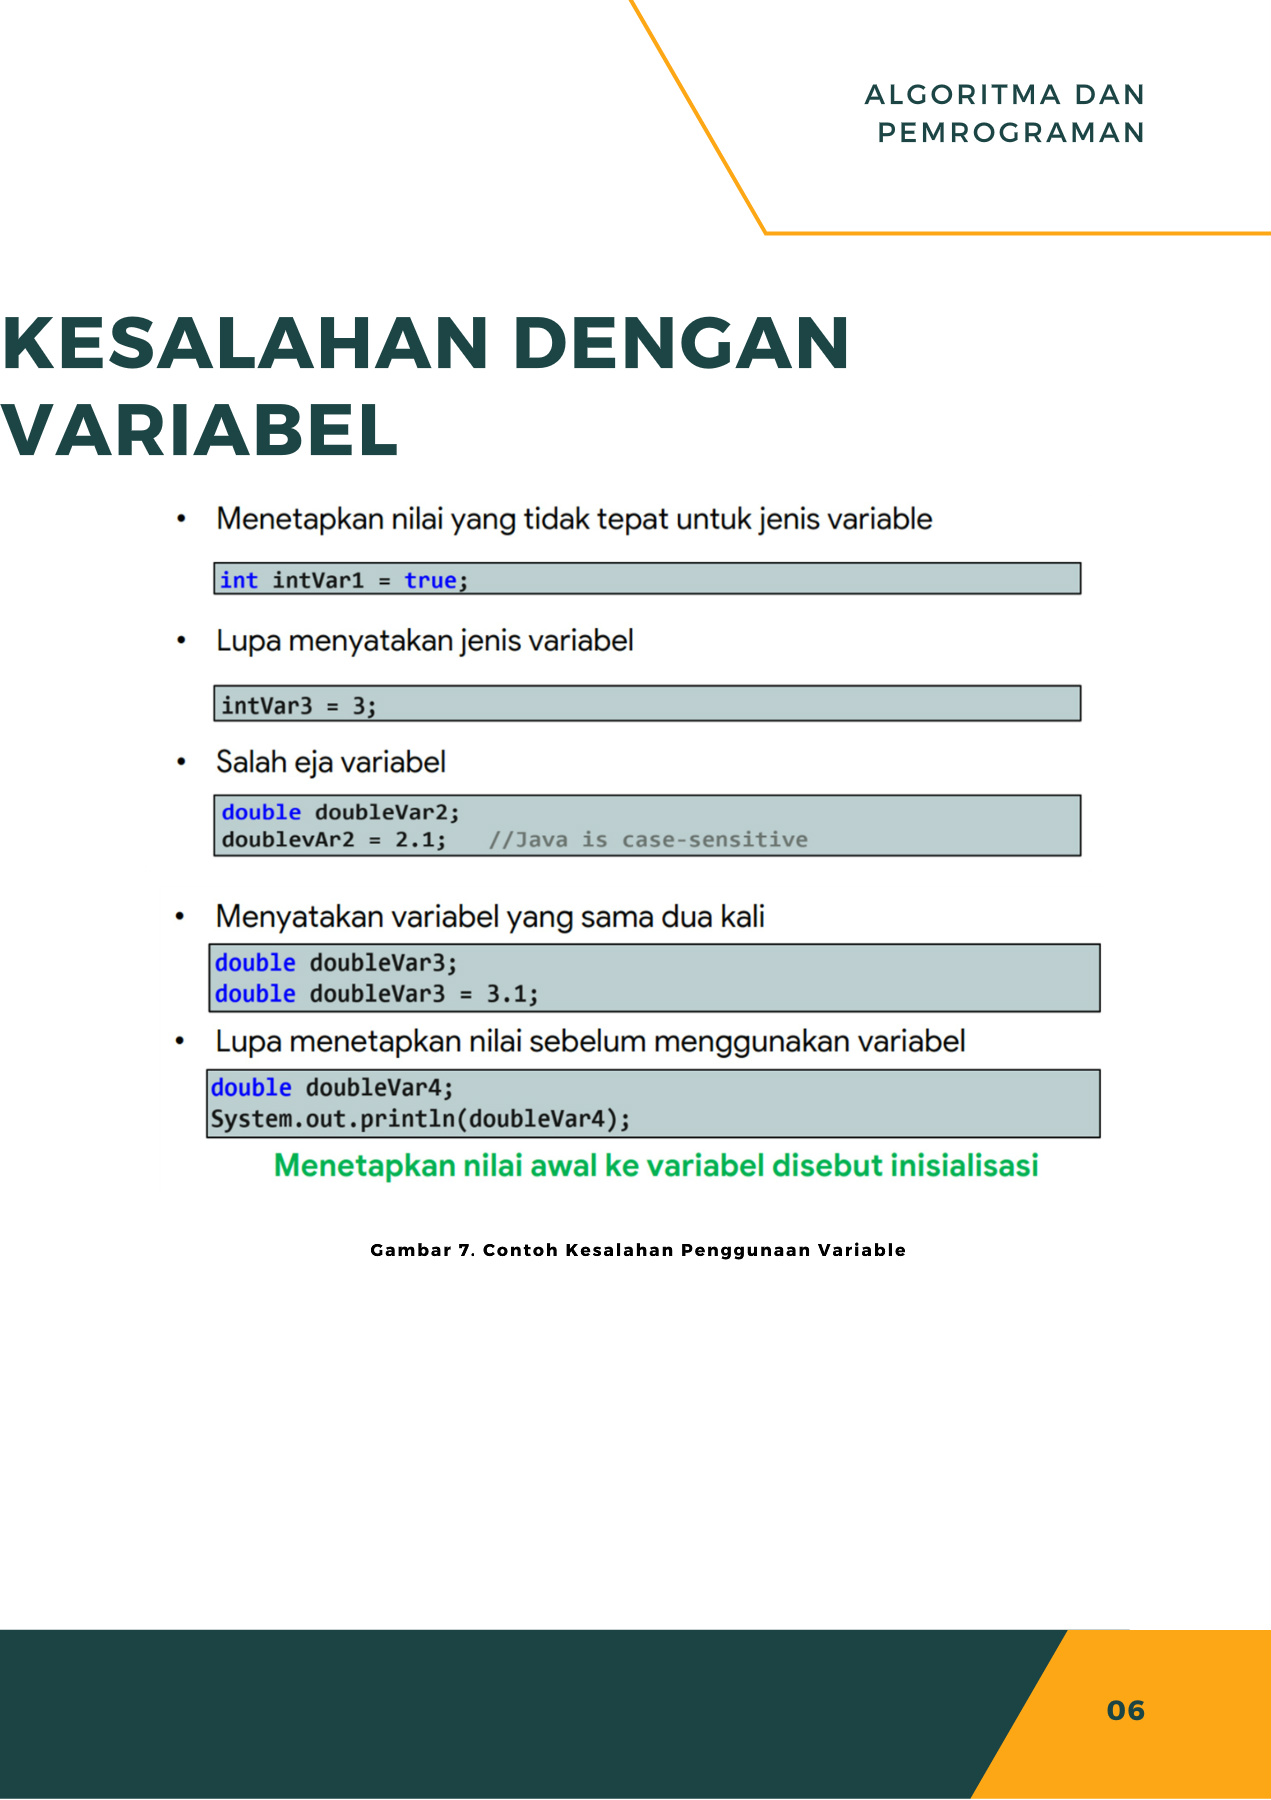 ALGORITMA DAN
PEMROGRAMAN
KESALAHAN DENGAN
VARIABEL
• Menetapkan nilai yang tidak tepat untuk jenis variable
int intVar1 = true;
• Lupa menyatakan jenis variabel
intVar3 = 3;
• Salah eja variabel
double doubleVar2;
doublevAr2 = 2.1;   //Java is case-sensitive
• Menyatakan variabel yang sama dua kali
double doubleVar3;
double doubleVar3 = 3.1;
• Lupa menetapkan nilai sebelum menggunakan variabel
double doubleVar4;
System.out.println(doubleVar4);
Menetapkan nilai awal ke variabel disebut inisialisasi
Gambar 7. Contoh Kesalahan Penggunaan Variable
06